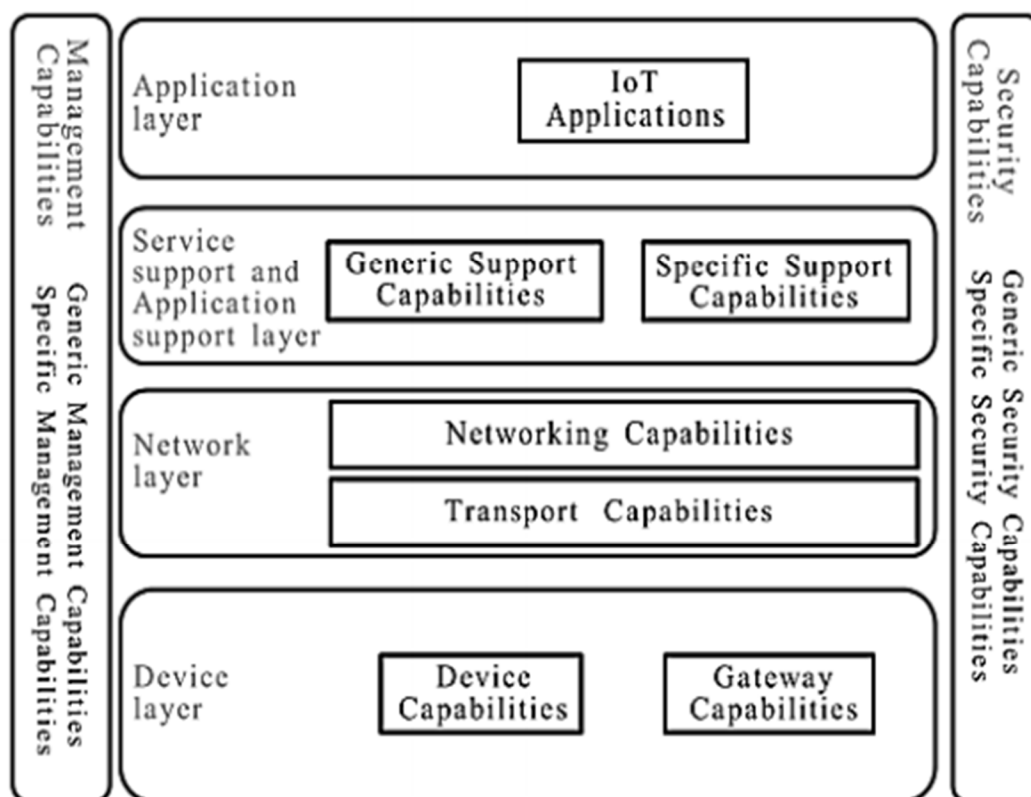 Management
Capabilities
Generic Management Capabilities
Specific Management Capabilities
Application
layer
IoT
Applications
Service
support and
Application
support layer
Generic Support
Capabilities
Specific Support
Capabilities
Network
layer
Networking Capabilities
Transport Capabilities
Device
layer
Device
Capabilities
Gateway
Capabilities
Security
Capabilities
Generic Security Capabilities
Specific Security Capabilities